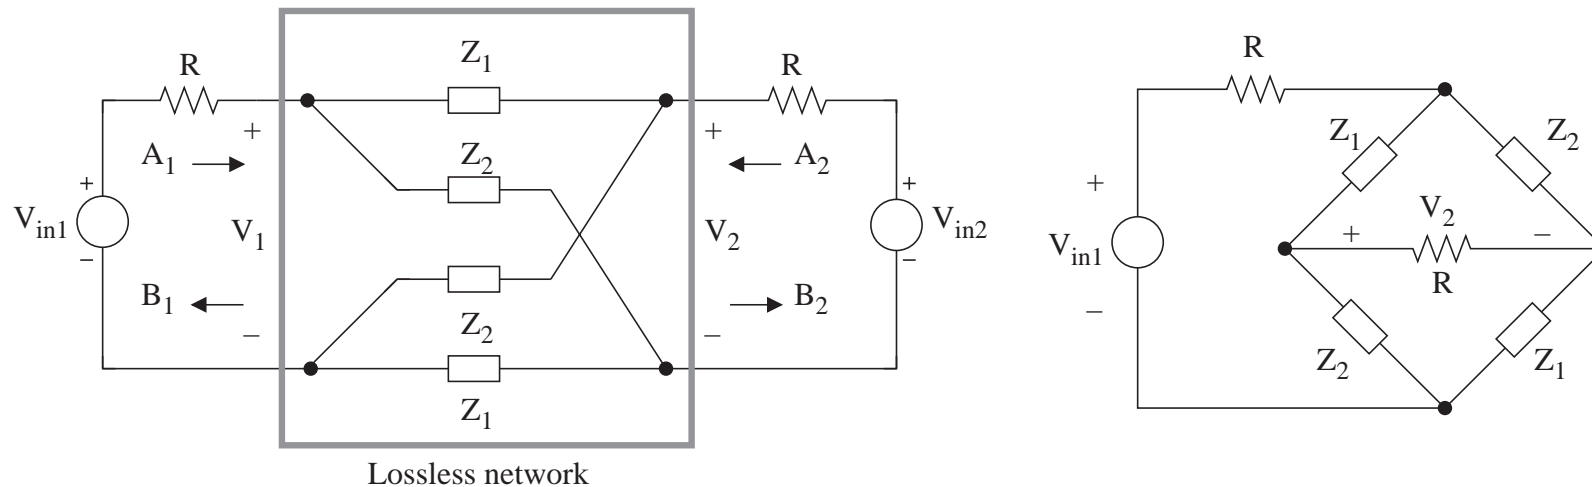 R
Z1
R
A1
+
+
A2
Z2
+
Vin1
−
V1
V2
+
Vin2
−
B1
−
Z2
−
B2
Z1
Lossless network
R
Z1
Z2
+
V2
+
−
Vin1
R
−
Z2
Z1